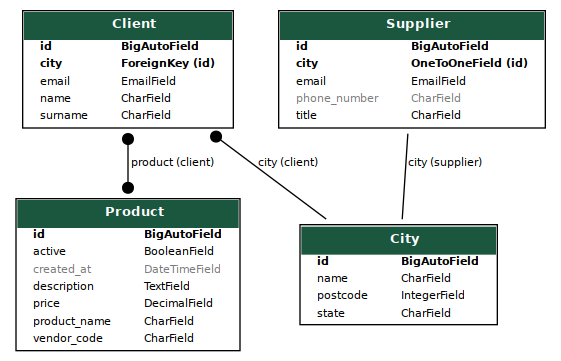 Client
id BigAutoField
city ForeignKey (id)
email EmailField
name CharField
surname CharField
Supplier
id BigAutoField
city OneToOneField (id)
email EmailField
phone_number CharField
title CharField
product (client)
city (client)
city (supplier)
Product
id BigAutoField
active BooleanField
created_at DateTimeField
description TextField
price DecimalField
product_name CharField
vendor_code CharField
City
id BigAutoField
name CharField
postcode IntegerField
state CharField